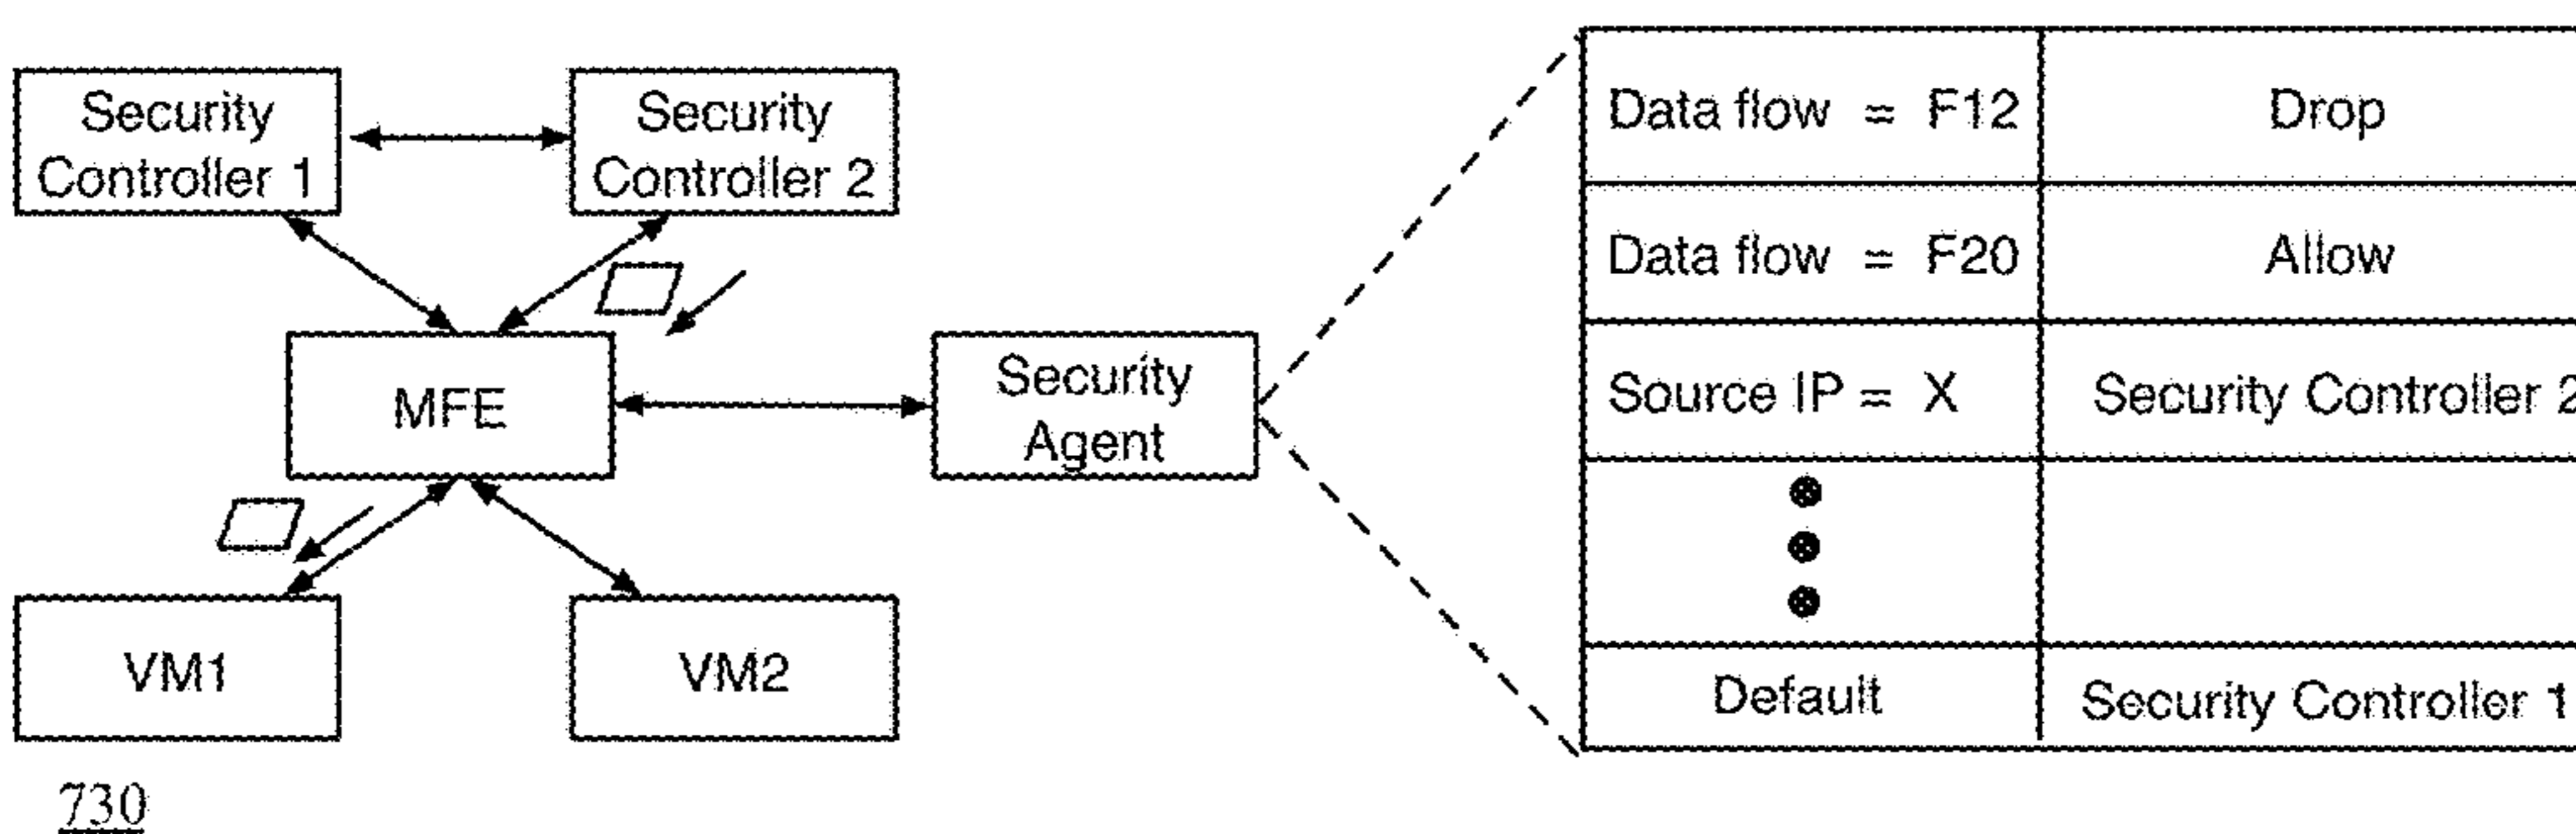 Security
Controller 1
Security
Controller 2
MFE
Security
Agent
VM1
VM2
Data flow = F12
Drop
Data flow = F20
Allow
Source IP = X
Security Controller 2
Default
Security Controller 1
730